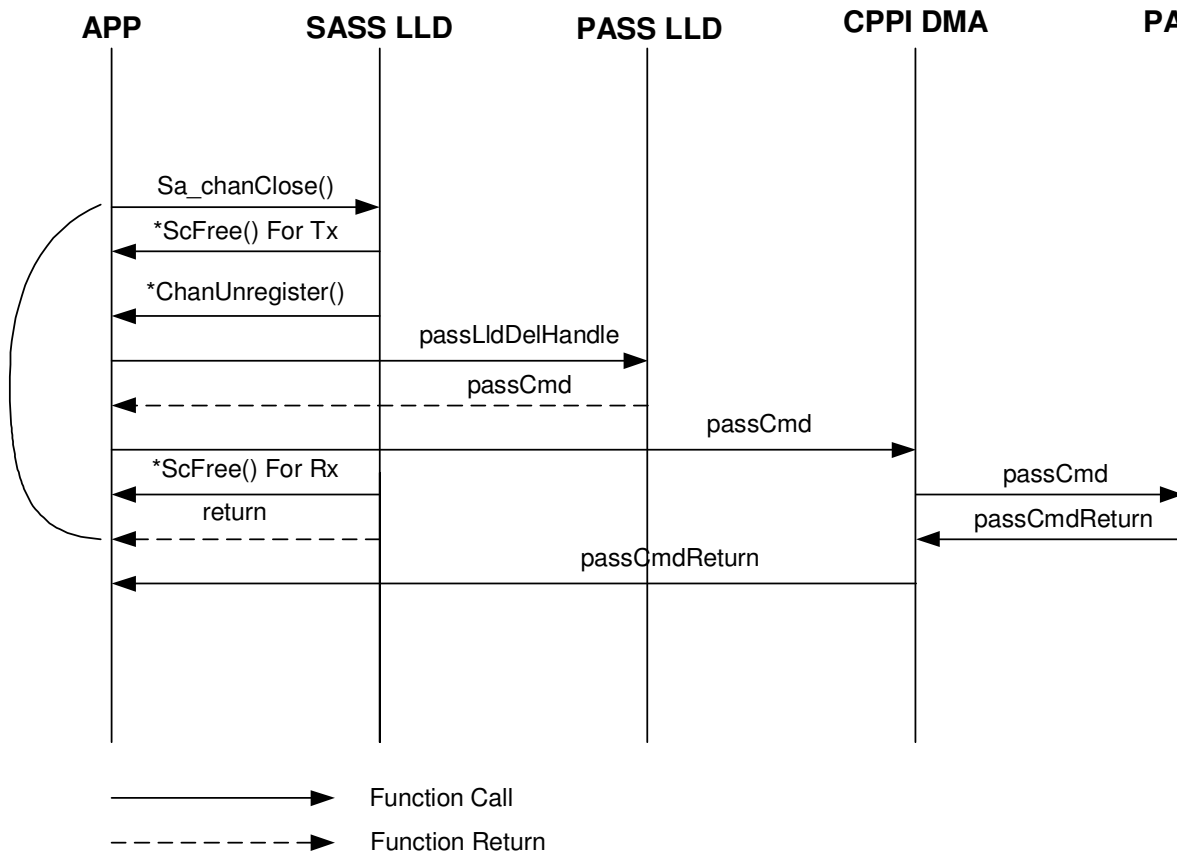 APP SASS LLD PASS LLD CPPI DMA PA
Sa_chanClose()
*ScFree() For Tx
*ChanUnregister()
passLldDelHandle
passCmd
passCmd
*ScFree() For Rx
passCmd
return
passCmdReturn
passCmdReturn
Function Call
Function Return